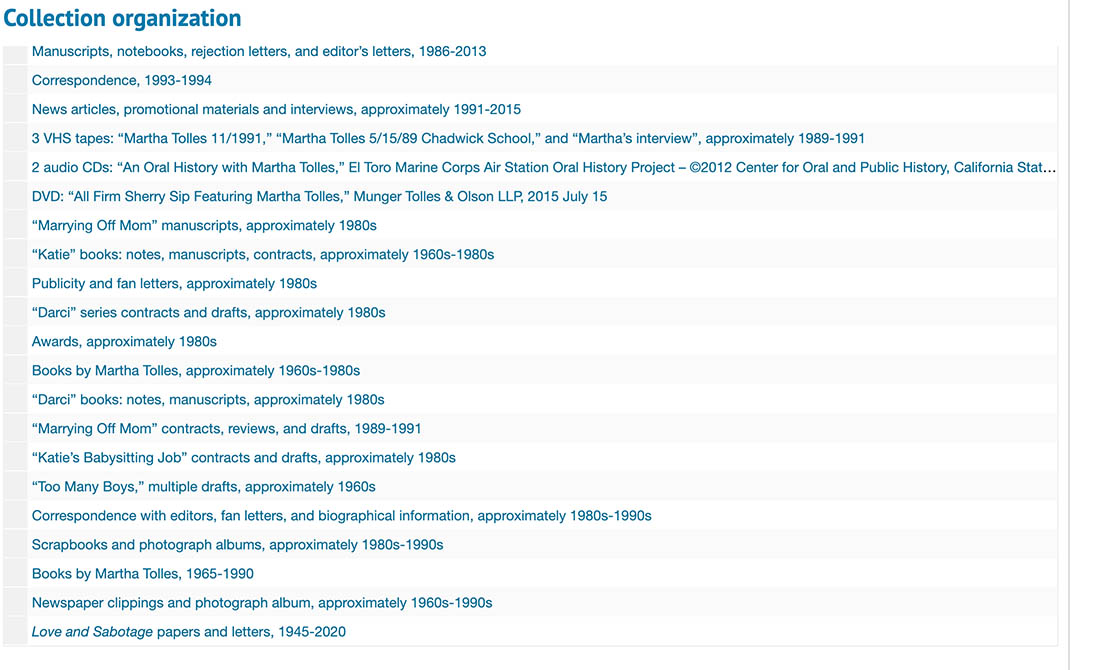 Collection organization
Manuscripts, notebooks, rejection letters, and editor’s letters, 1986-2013
Correspondence, 1993-1994
News articles, promotional materials and interviews, approximately 1991-2015
3 VHS tapes: “Martha Tolles 11/1991,” “Martha Tolles 5/15/89 Chadwick School,” and “Martha’s interview”, approximately 1989-1991
2 audio CDs: “An Oral History with Martha Tolles,” El Toro Marine Corps Air Station Oral History Project – ©2012 Center for Oral and Public History, California Stat...
DVD: “All Firm Sherry Sip Featuring Martha Tolles,” Munger Tolles & Olson LLP, 2015 July 15
“Marrying Off Mom” manuscripts, approximately 1980s
“Katie” books: notes, manuscripts, contracts, approximately 1960s-1980s
Publicity and fan letters, approximately 1980s
“Darci” series contracts and drafts, approximately 1980s
Awards, approximately 1980s
Books by Martha Tolles, approximately 1960s-1980s
“Darci” books: notes, manuscripts, approximately 1980s
“Marrying Off Mom” contracts, reviews, and drafts, 1989-1991
“Katie’s Babysitting Job” contracts and drafts, approximately 1980s
“Too Many Boys,” multiple drafts, approximately 1960s
Correspondence with editors, fan letters, and biographical information, approximately 1980s-1990s
Scrapbooks and photograph albums, approximately 1980s-1990s
Books by Martha Tolles, 1965-1990
Newspaper clippings and photograph album, approximately 1960s-1990s
Love and Sabotage papers and letters, 1945-2020